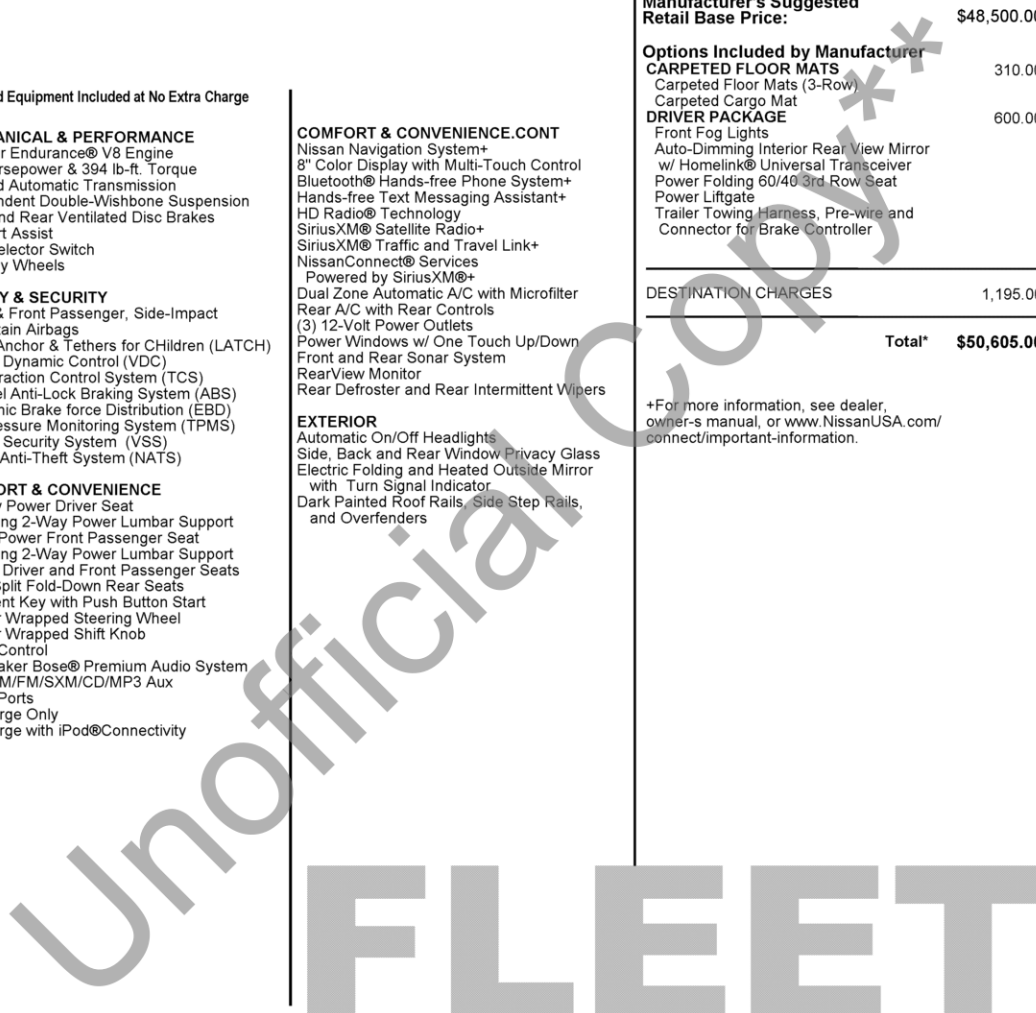 d Equipment Included at No Extra Charge
ANICAL & PERFORMANCE
r Endurance® V8 Engine
rsepower & 394 lb-ft. Torque
d Automatic Transmission
ndent Double-Wishbone Suspension
nd Rear Ventilated Disc Brakes
rt Assist
elector Switch
y Wheels
Y & SECURITY
& Front Passenger, Side-Impact
tain Airbags
Anchor & Tethers for CHildren (LATCH)
Dynamic Control (VDC)
raction Control System (TCS)
el Anti-Lock Braking System (ABS)
nic Brake force Distribution (EBD)
essure Monitoring System (TPMS)
Security System (VSS)
Anti-Theft System (NATS)
ORT & CONVENIENCE
y Power Driver Seat
ng 2-Way Power Lumbar Support
Power Front Passenger Seat
ng 2-Way Power Lumbar Support
Driver and Front Passenger Seats
Split Fold-Down Rear Seats
ent Key with Push Button Start
r Wrapped Steering Wheel
r Wrapped Shift Knob
Control
aker Bose® Premium Audio System
M/FM/SXM/CD/MP3 Aux
Ports
rge Only
rge with iPod®Connectivity
COMFORT & CONVENIENCE.CONT
Nissan Navigation System+
8" Color Display with Multi-Touch Control
Bluetooth® Hands-free Phone System+
Hands-free Text Messaging Assistant+
HD Radio® Technology
SiriusXM® Satellite Radio+
SiriusXM® Traffic and Travel Link+
NissanConnect® Services
Powered by SiriusXM®+
Dual Zone Automatic A/C with Microfilter
Rear A/C with Rear Controls
(3) 12-Volt Power Outlets
Power Windows w/ One Touch Up/Down
Front and Rear Sonar System
RearView Monitor
Rear Defroster and Rear Intermittent Wipers
EXTERIOR
Automatic On/Off Headlights
Side, Back and Rear Window Privacy Glass
Electric Folding and Heated Outside Mirror
with Turn Signal Indicator
Dark Painted Roof Rails, Side Step Rails,
and Overfenders
Manufacturer's Suggested
Retail Base Price: $48,500.00
Options Included by Manufacturer
CARPETED FLOOR MATS 310.00
Carpeted Floor Mats (3-Row)
Carpeted Cargo Mat
DRIVER PACKAGE 600.00
Front Fog Lights
Auto-Dimming Interior Rear View Mirror
w/ Homelink® Universal Transceiver
Power Folding 60/40 3rd Row Seat
Power Liftgate
Trailer Towing Harness, Pre-wire and
Connector for Brake Controller
DESTINATION CHARGES 1,195.00
Total* $50,605.00
+For more information, see dealer,
owner-s manual, or www.NissanUSA.com/
connect/important-information.
Unofficial Copy**
FLEET